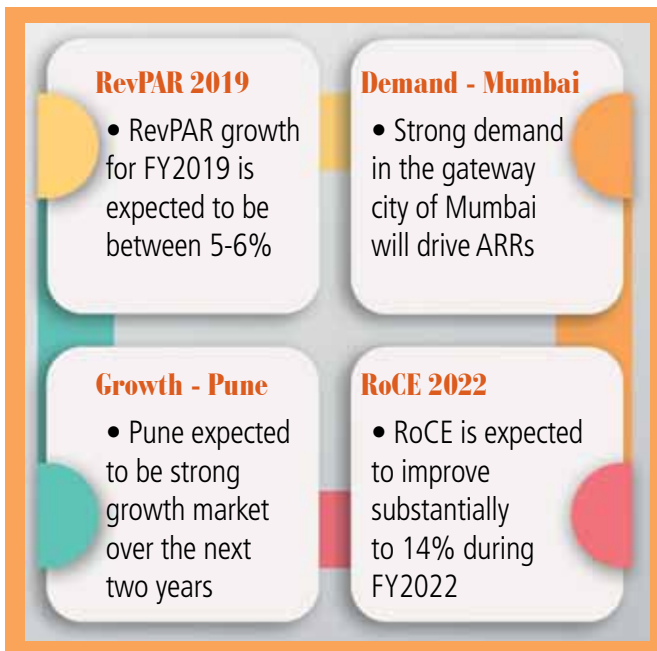 RevPAR 2019
• RevPAR growth
for FY2019 is
expected to be
between 5-6%
Demand - Mumbai
• Strong demand
in the gateway
city of Mumbai
will drive ARRs
Growth - Pune
• Pune expected
to be strong
growth market
over the next
two years
RoCE 2022
• RoCE is expected
to improve
substantially
to 14% during
FY2022